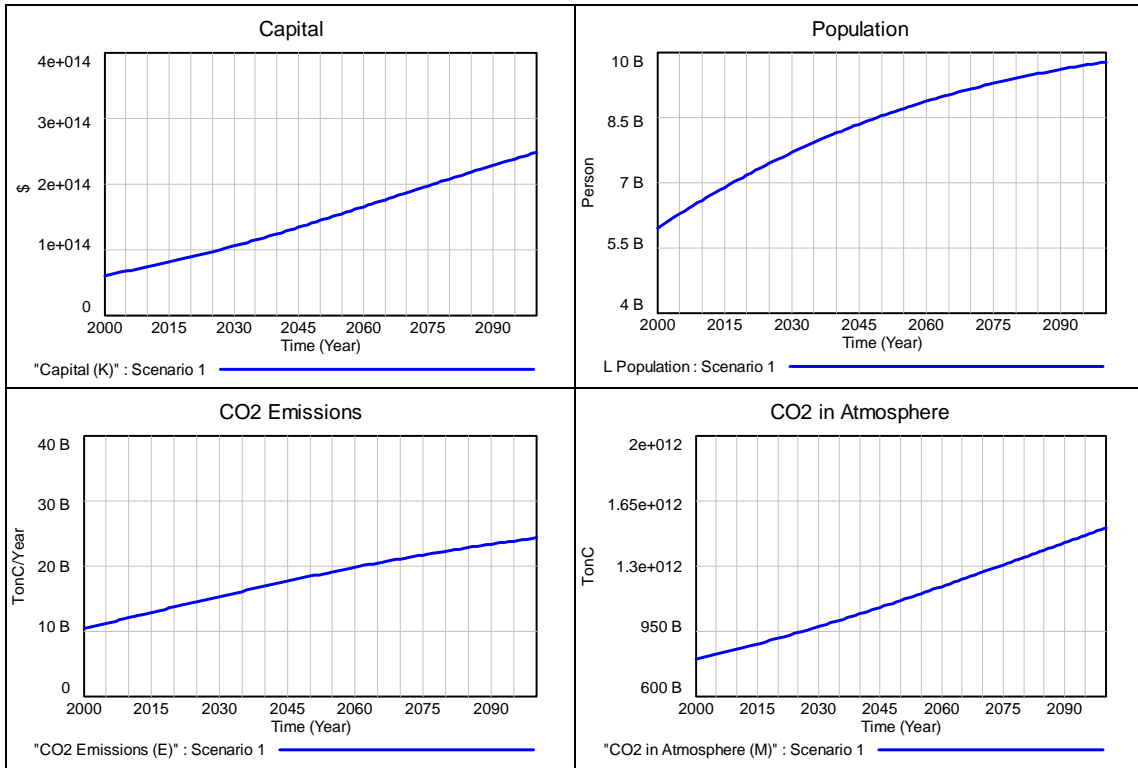 Capital
4e+014
3e+014
2e+014
1e+014
0
$
2000 2015 2030 2045 2060 2075 2090
Time (Year)
"Capital (K)" : Scenario 1
Population
10 B
8.5 B
7 B
5.5 B
4 B
Person
2000 2015 2030 2045 2060 2075 2090
Time (Year)
L Population : Scenario 1
CO2 Emissions
40 B
30 B
20 B
10 B
0
TonC/Year
2000 2015 2030 2045 2060 2075 2090
Time (Year)
"CO2 Emissions (E)" : Scenario 1
CO2 in Atmosphere
2e+012
1.65e+012
1.3e+012
950 B
600 B
TonC
2000 2015 2030 2045 2060 2075 2090
Time (Year)
"CO2 in Atmosphere (M)" : Scenario 1